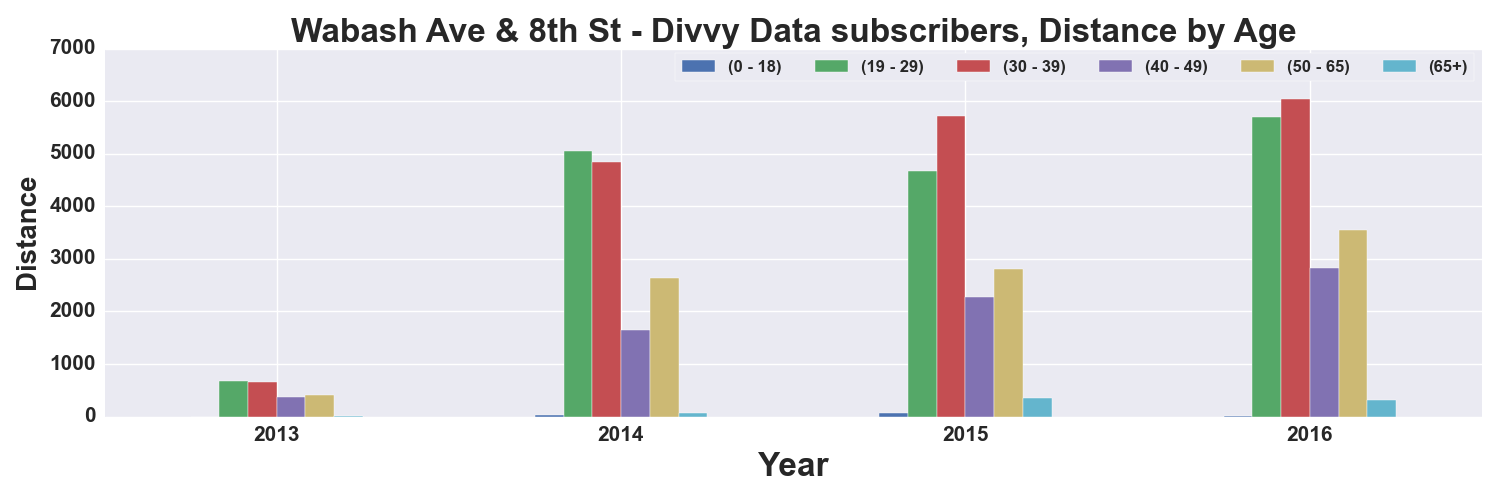 Wabash Ave & 8th St - Divvy Data subscribers, Distance by Age
(0 - 18) (19 - 29) (30 - 39) (40 - 49) (50 - 65) (65+)
7000
6000
5000
4000
3000
2000
1000
0
Distance
2013 2014 2015 2016
Year